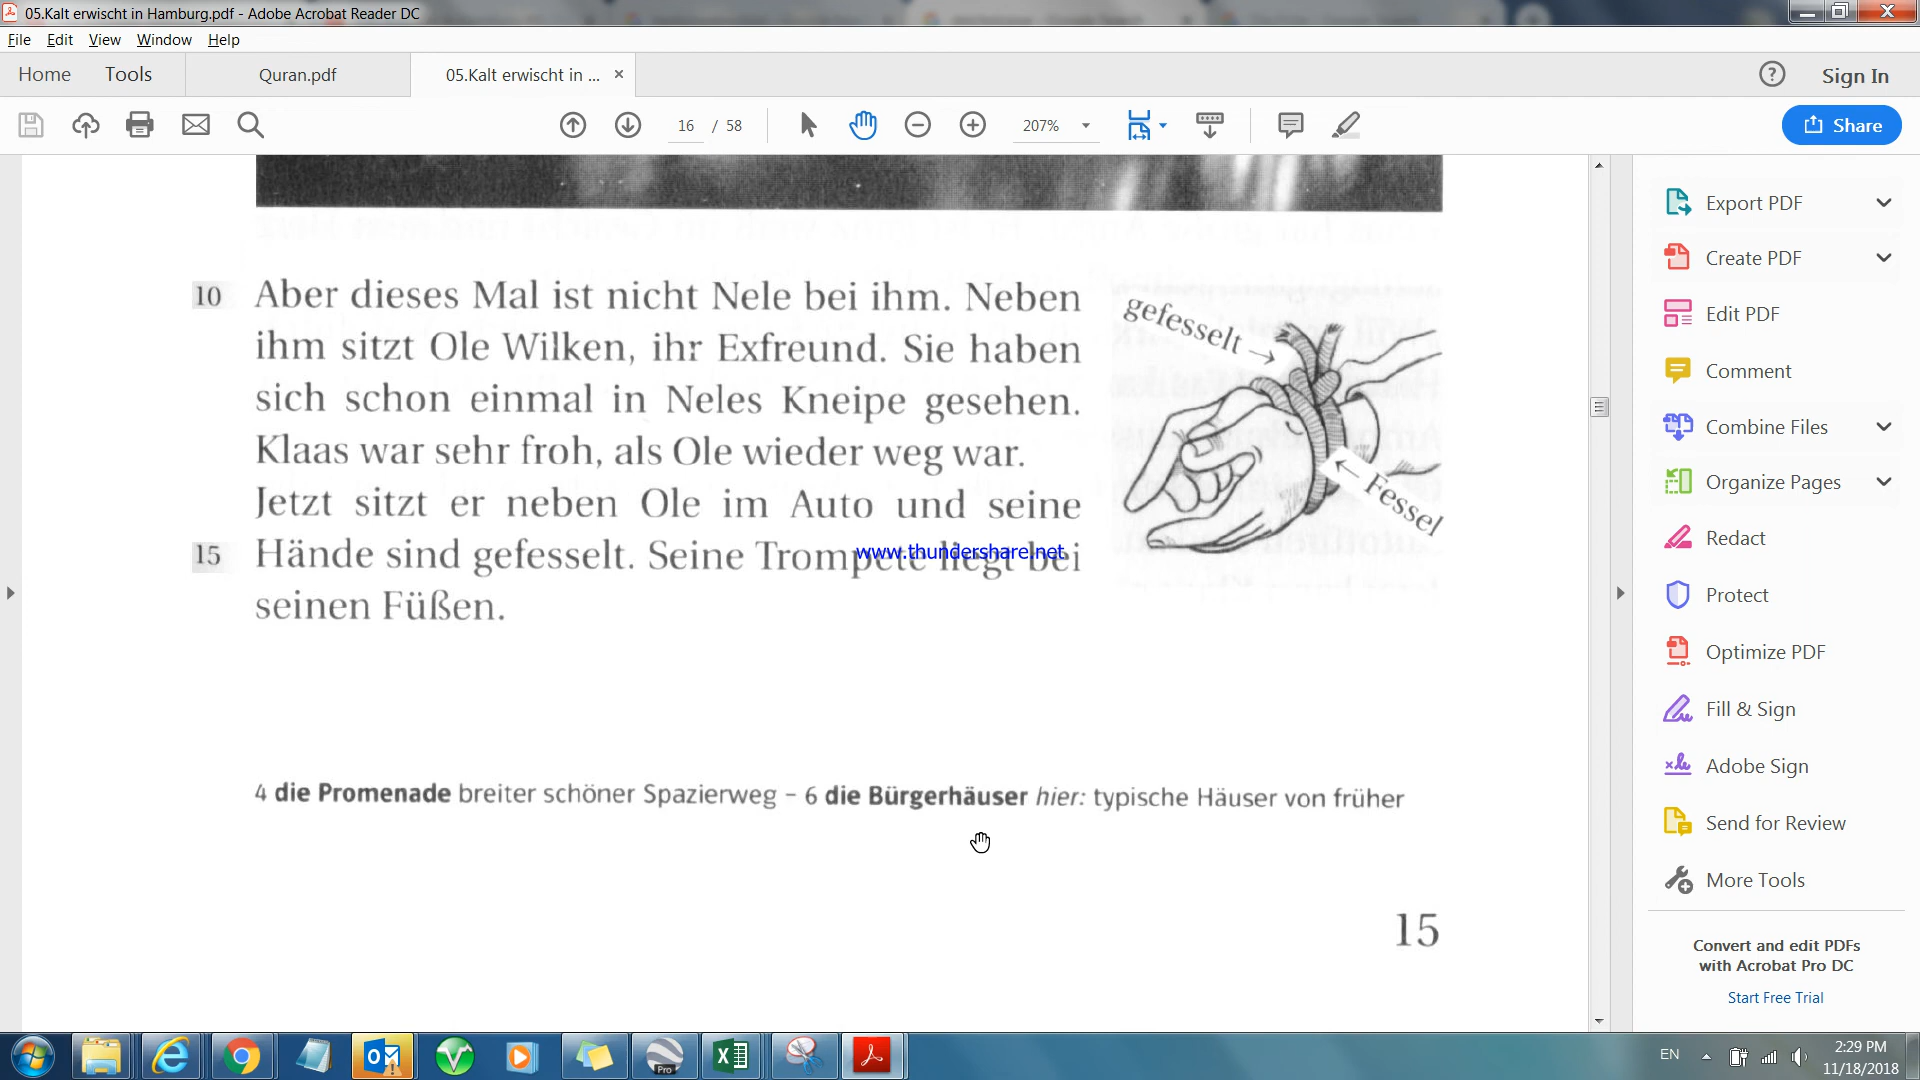 05.Kalt erwischt in Hamburg.pdf - Adobe Acrobat Reader DC
File Edit View Window Help
Home Tools Quran.pdf 05.Kalt erwischt in ... × Sign In
16 / 58 207% Share
10 Aber dieses Mal ist nicht Nele bei ihm. Neben
ihm sitzt Ole Wilken, ihr Exfreund. Sie haben
sich schon einmal in Neles Kneipe gesehen.
Klaas war sehr froh, als Ole wieder weg war.
Jetzt sitzt er neben Ole im Auto und seine
15 Hände sind gefesselt. Seine Trompete liegt bei
seinen Füßen.
www.thundershare.net
gefesselt →
← Fessel
4 die Promenade breiter schöner Spazierweg – 6 die Bürgerhäuser hier: typische Häuser von früher
15
Export PDF
Create PDF
Edit PDF
Comment
Combine Files
Organize Pages
Redact
Protect
Optimize PDF
Fill & Sign
Adobe Sign
Send for Review
More Tools
Convert and edit PDFs
with Acrobat Pro DC
Start Free Trial
Pro
EN
2:29 PM
11/18/2018